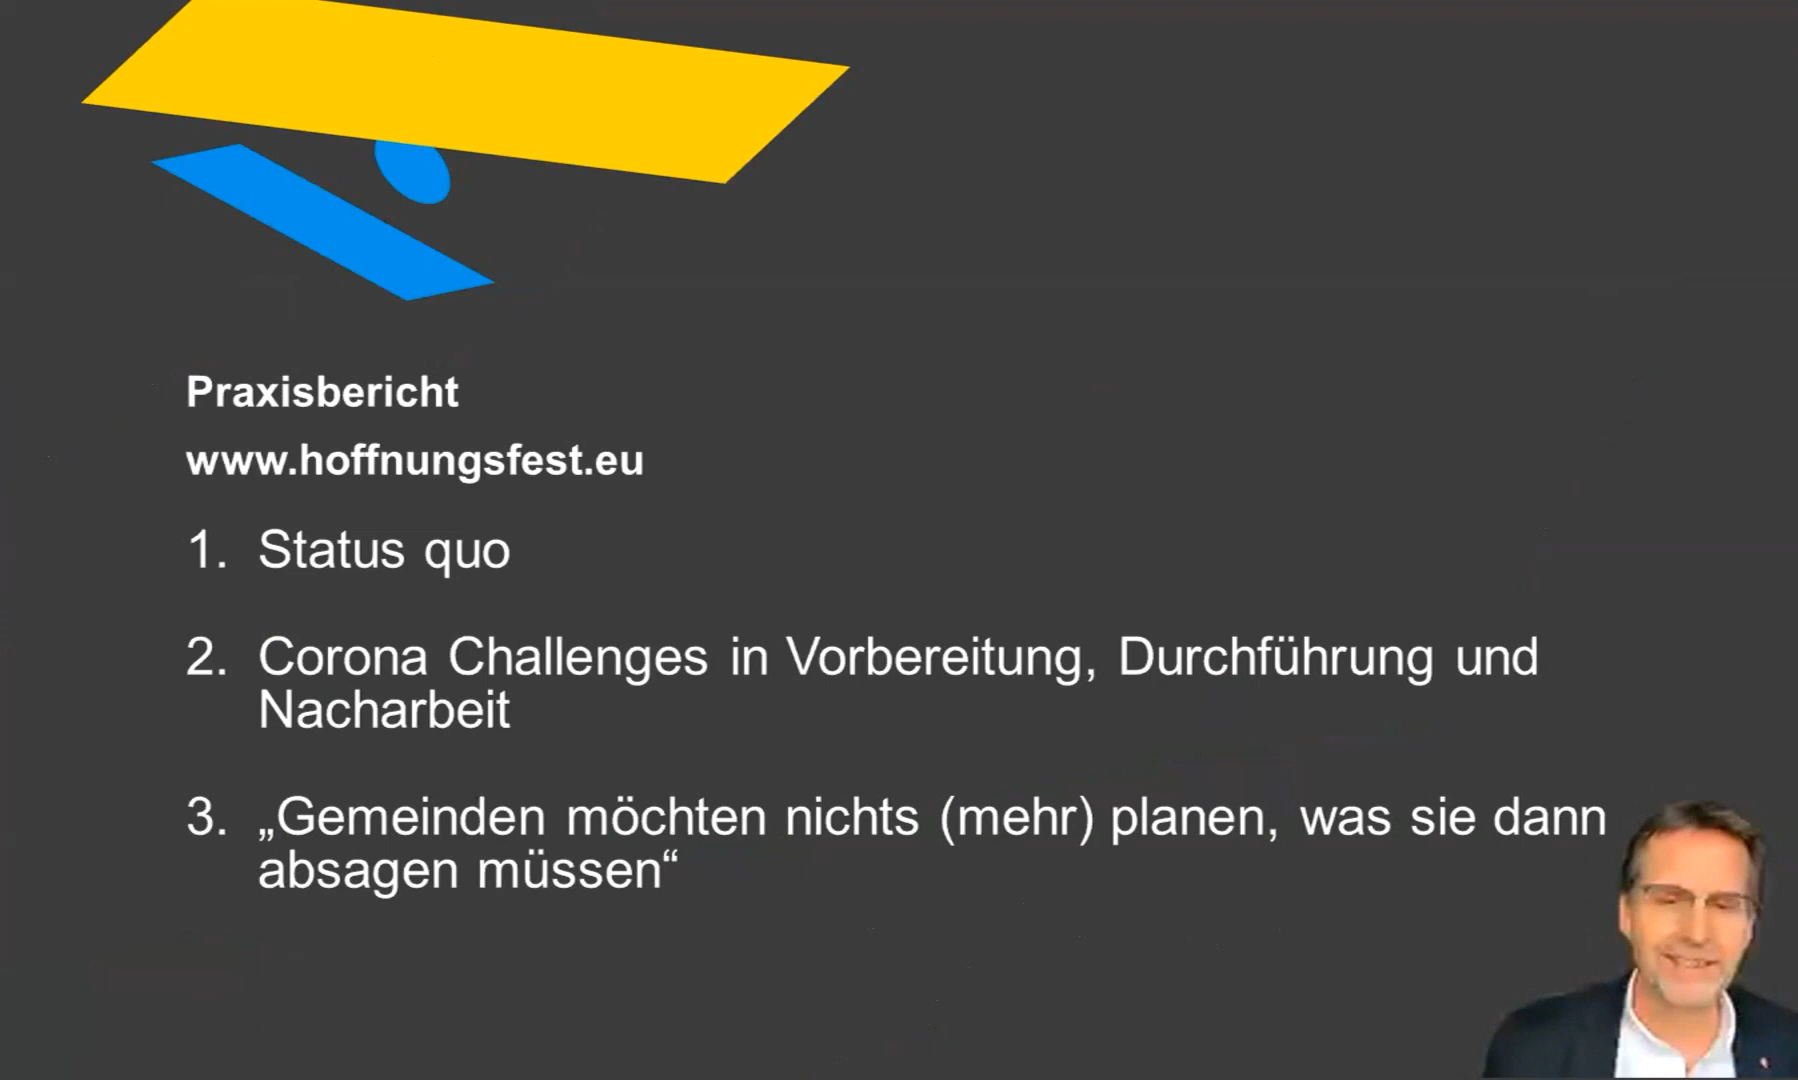 Praxisbericht
www.hoffnungsfest.eu
1. Status quo
2. Corona Challenges in Vorbereitung, Durchführung und
Nacharbeit
3. „Gemeinden möchten nichts (mehr) planen, was sie dann
absagen müssen“